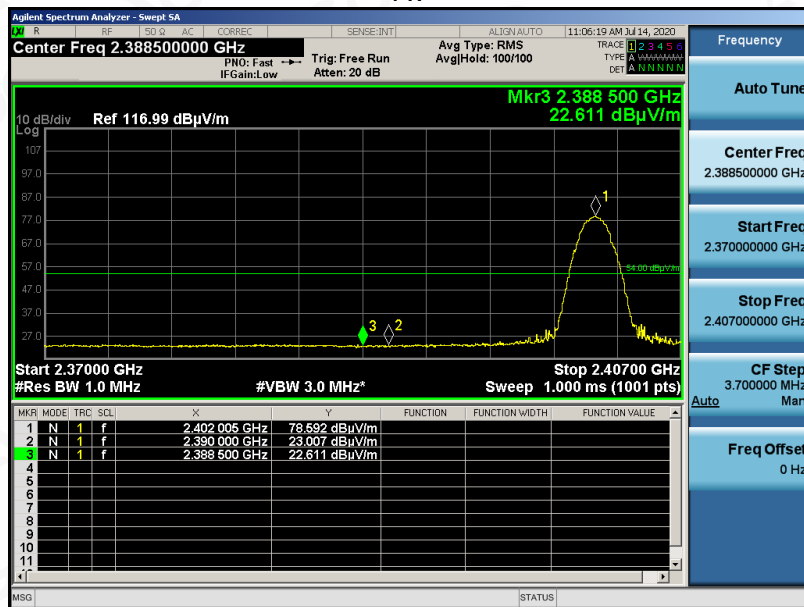 Agilent Spectrum Analyzer - Swept SA
LXI R RF 50 Ω AC CORREC SENSE:INT ALIGN AUTO 11:06:19 AM Jul 14, 2020
Center Freq 2.388500000 GHz
PNO: Fast
IFGain:Low
Trig: Free Run
Atten: 20 dB
Avg Type: RMS
Avg|Hold: 100/100
TRACE 1 2 3 4 5 6
TYPE A WWWWW
DET A N N N N N
Mkr3 2.388 500 GHz
22.611 dBµV/m
10 dB/div Ref 116.99 dBµV/m
Log
107
97.0
87.0
77.0
67.0
57.0
47.0
37.0
27.0
1
54.00 dBµV/m
3 2
Start 2.37000 GHz Stop 2.40700 GHz
#Res BW 1.0 MHz #VBW 3.0 MHz* Sweep 1.000 ms (1001 pts)
MKR MODE TRC SCL X Y FUNCTION FUNCTION WIDTH FUNCTION VALUE
1 N 1 f 2.402 005 GHz 78.592 dBµV/m
2 N 1 f 2.390 000 GHz 23.007 dBµV/m
3 N 1 f 2.388 500 GHz 22.611 dBµV/m
4
5
6
7
8
9
10
11
MSG STATUS
Frequency
Auto Tune
Center Freq
2.388500000 GHz
Start Freq
2.370000000 GHz
Stop Freq
2.407000000 GHz
CF Step
3.700000 MHz
Auto Man
Freq Offset
0 Hz